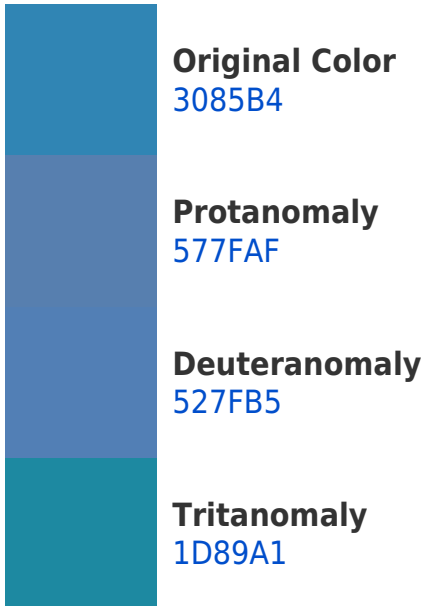 Original Color
3085B4
Protanomaly
577FAF
Deuteranomaly
527FB5
Tritanomaly
1D89A1